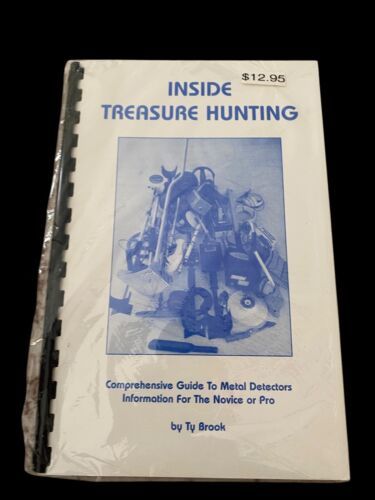 $12.95
INSIDE
TREASURE HUNTING
Comprehensive Guide To Metal Detectors
Information For The Novice or Pro
by Ty Brook